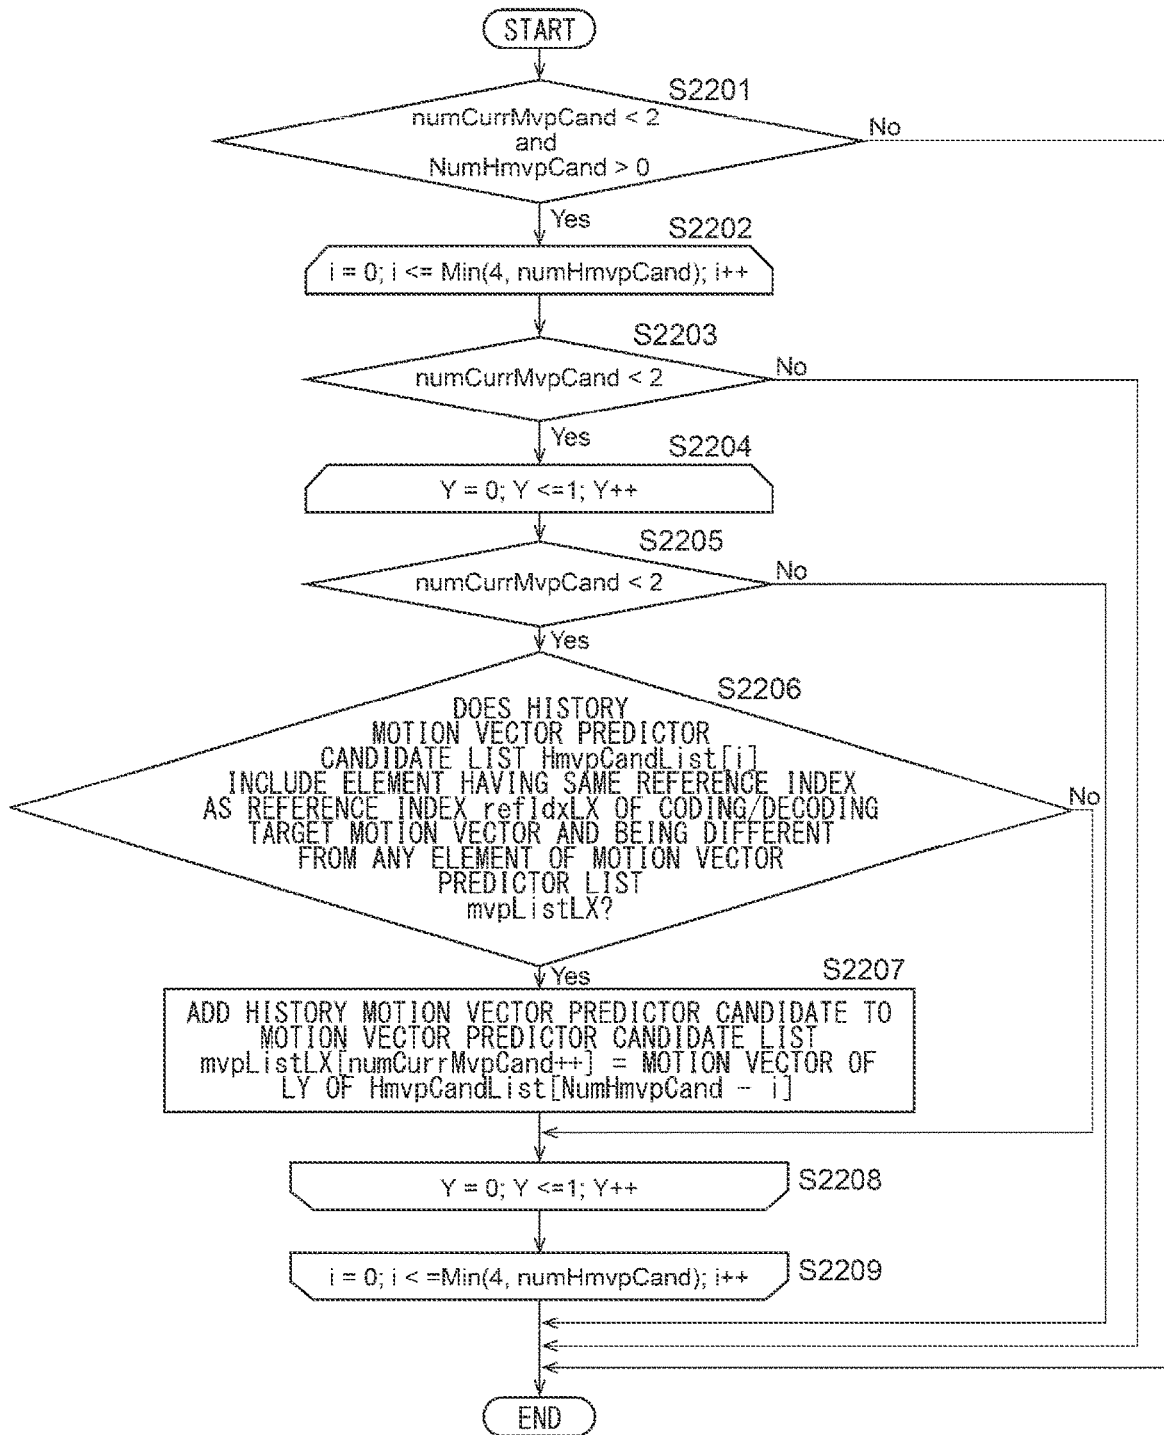 START
S2201
numCurrMvpCand < 2
and
NumHmvpCand > 0
No
Yes
S2202
i = 0; i <= Min(4, numHmvpCand); i++
S2203
numCurrMvpCand < 2
No
Yes
S2204
Y = 0; Y <=1; Y++
S2205
numCurrMvpCand < 2
No
Yes
S2206
DOES HISTORY
MOTION VECTOR PREDICTOR
CANDIDATE LIST HmvpCandList[i]
INCLUDE ELEMENT HAVING SAME REFERENCE INDEX
AS REFERENCE INDEX refIdxLX OF CODING/DECODING
TARGET MOTION VECTOR AND BEING DIFFERENT
FROM ANY ELEMENT OF MOTION VECTOR
PREDICTOR LIST
mvpListLX?
No
Yes
S2207
ADD HISTORY MOTION VECTOR PREDICTOR CANDIDATE TO
MOTION VECTOR PREDICTOR CANDIDATE LIST
mvpListLX[numCurrMvpCand++] = MOTION VECTOR OF
LY OF HmvpCandList[NumHmvpCand - i]
Y = 0; Y <=1; Y++
S2208
i = 0; i < =Min(4, numHmvpCand); i++
S2209
END